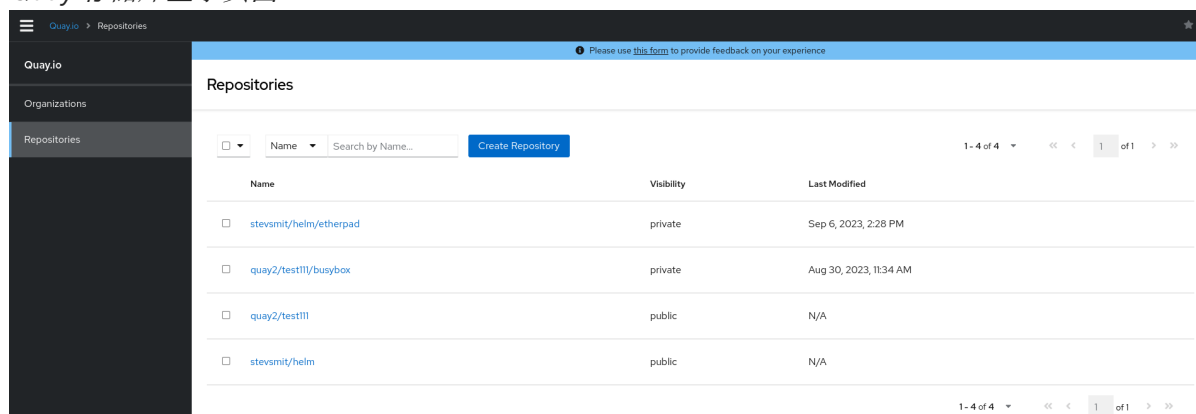 Quay.io > Repositories
Please use this form to provide feedback on your experience
Quay.io
Organizations
Repositories
Repositories
Name
Search by Name...
Create Repository
1 - 4 of 4
1 of 1
Name Visibility Last Modified
stevsmit/helm/etherpad private Sep 6, 2023, 2:28 PM
quay2/test111/busybox private Aug 30, 2023, 11:34 AM
quay2/test111 public N/A
stevsmit/helm public N/A
1 - 4 of 4
1 of 1